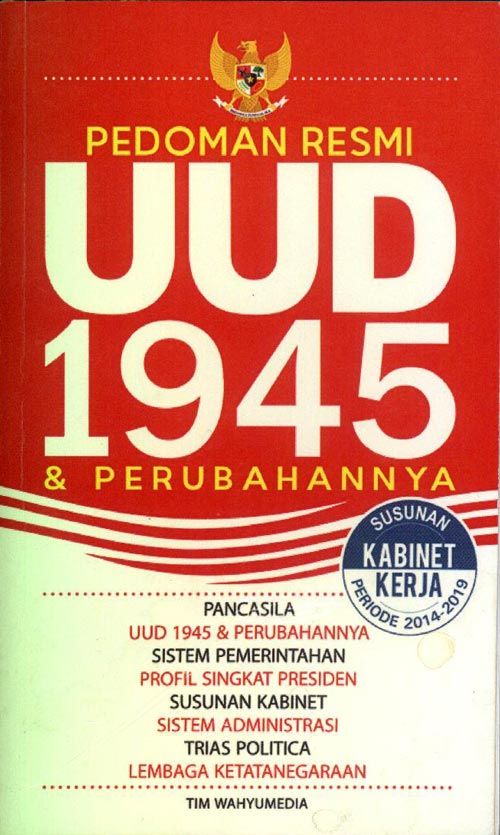 PEDOMAN RESMI
UUD
1945
& PERUBAHANNYA
SUSUNAN
KABINET
KERJA
PERIODE 2014-2019
PANCASILA
UUD 1945 & PERUBAHANNYA
SISTEM PEMERINTAHAN
PROFIL SINGKAT PRESIDEN
SUSUNAN KABINET
SISTEM ADMINISTRASI
TRIAS POLITICA
LEMBAGA KETATANEGARAAN
TIM WAHYUMEDIA